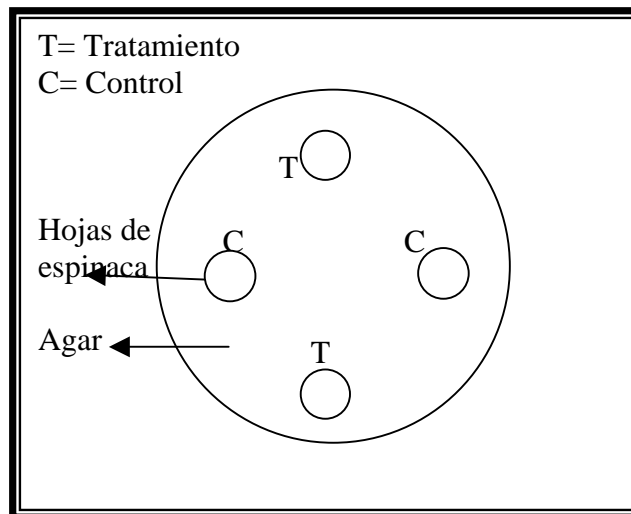 T= Tratamiento
C= Control
T
Hojas de
espinaca
C
C
Agar
T